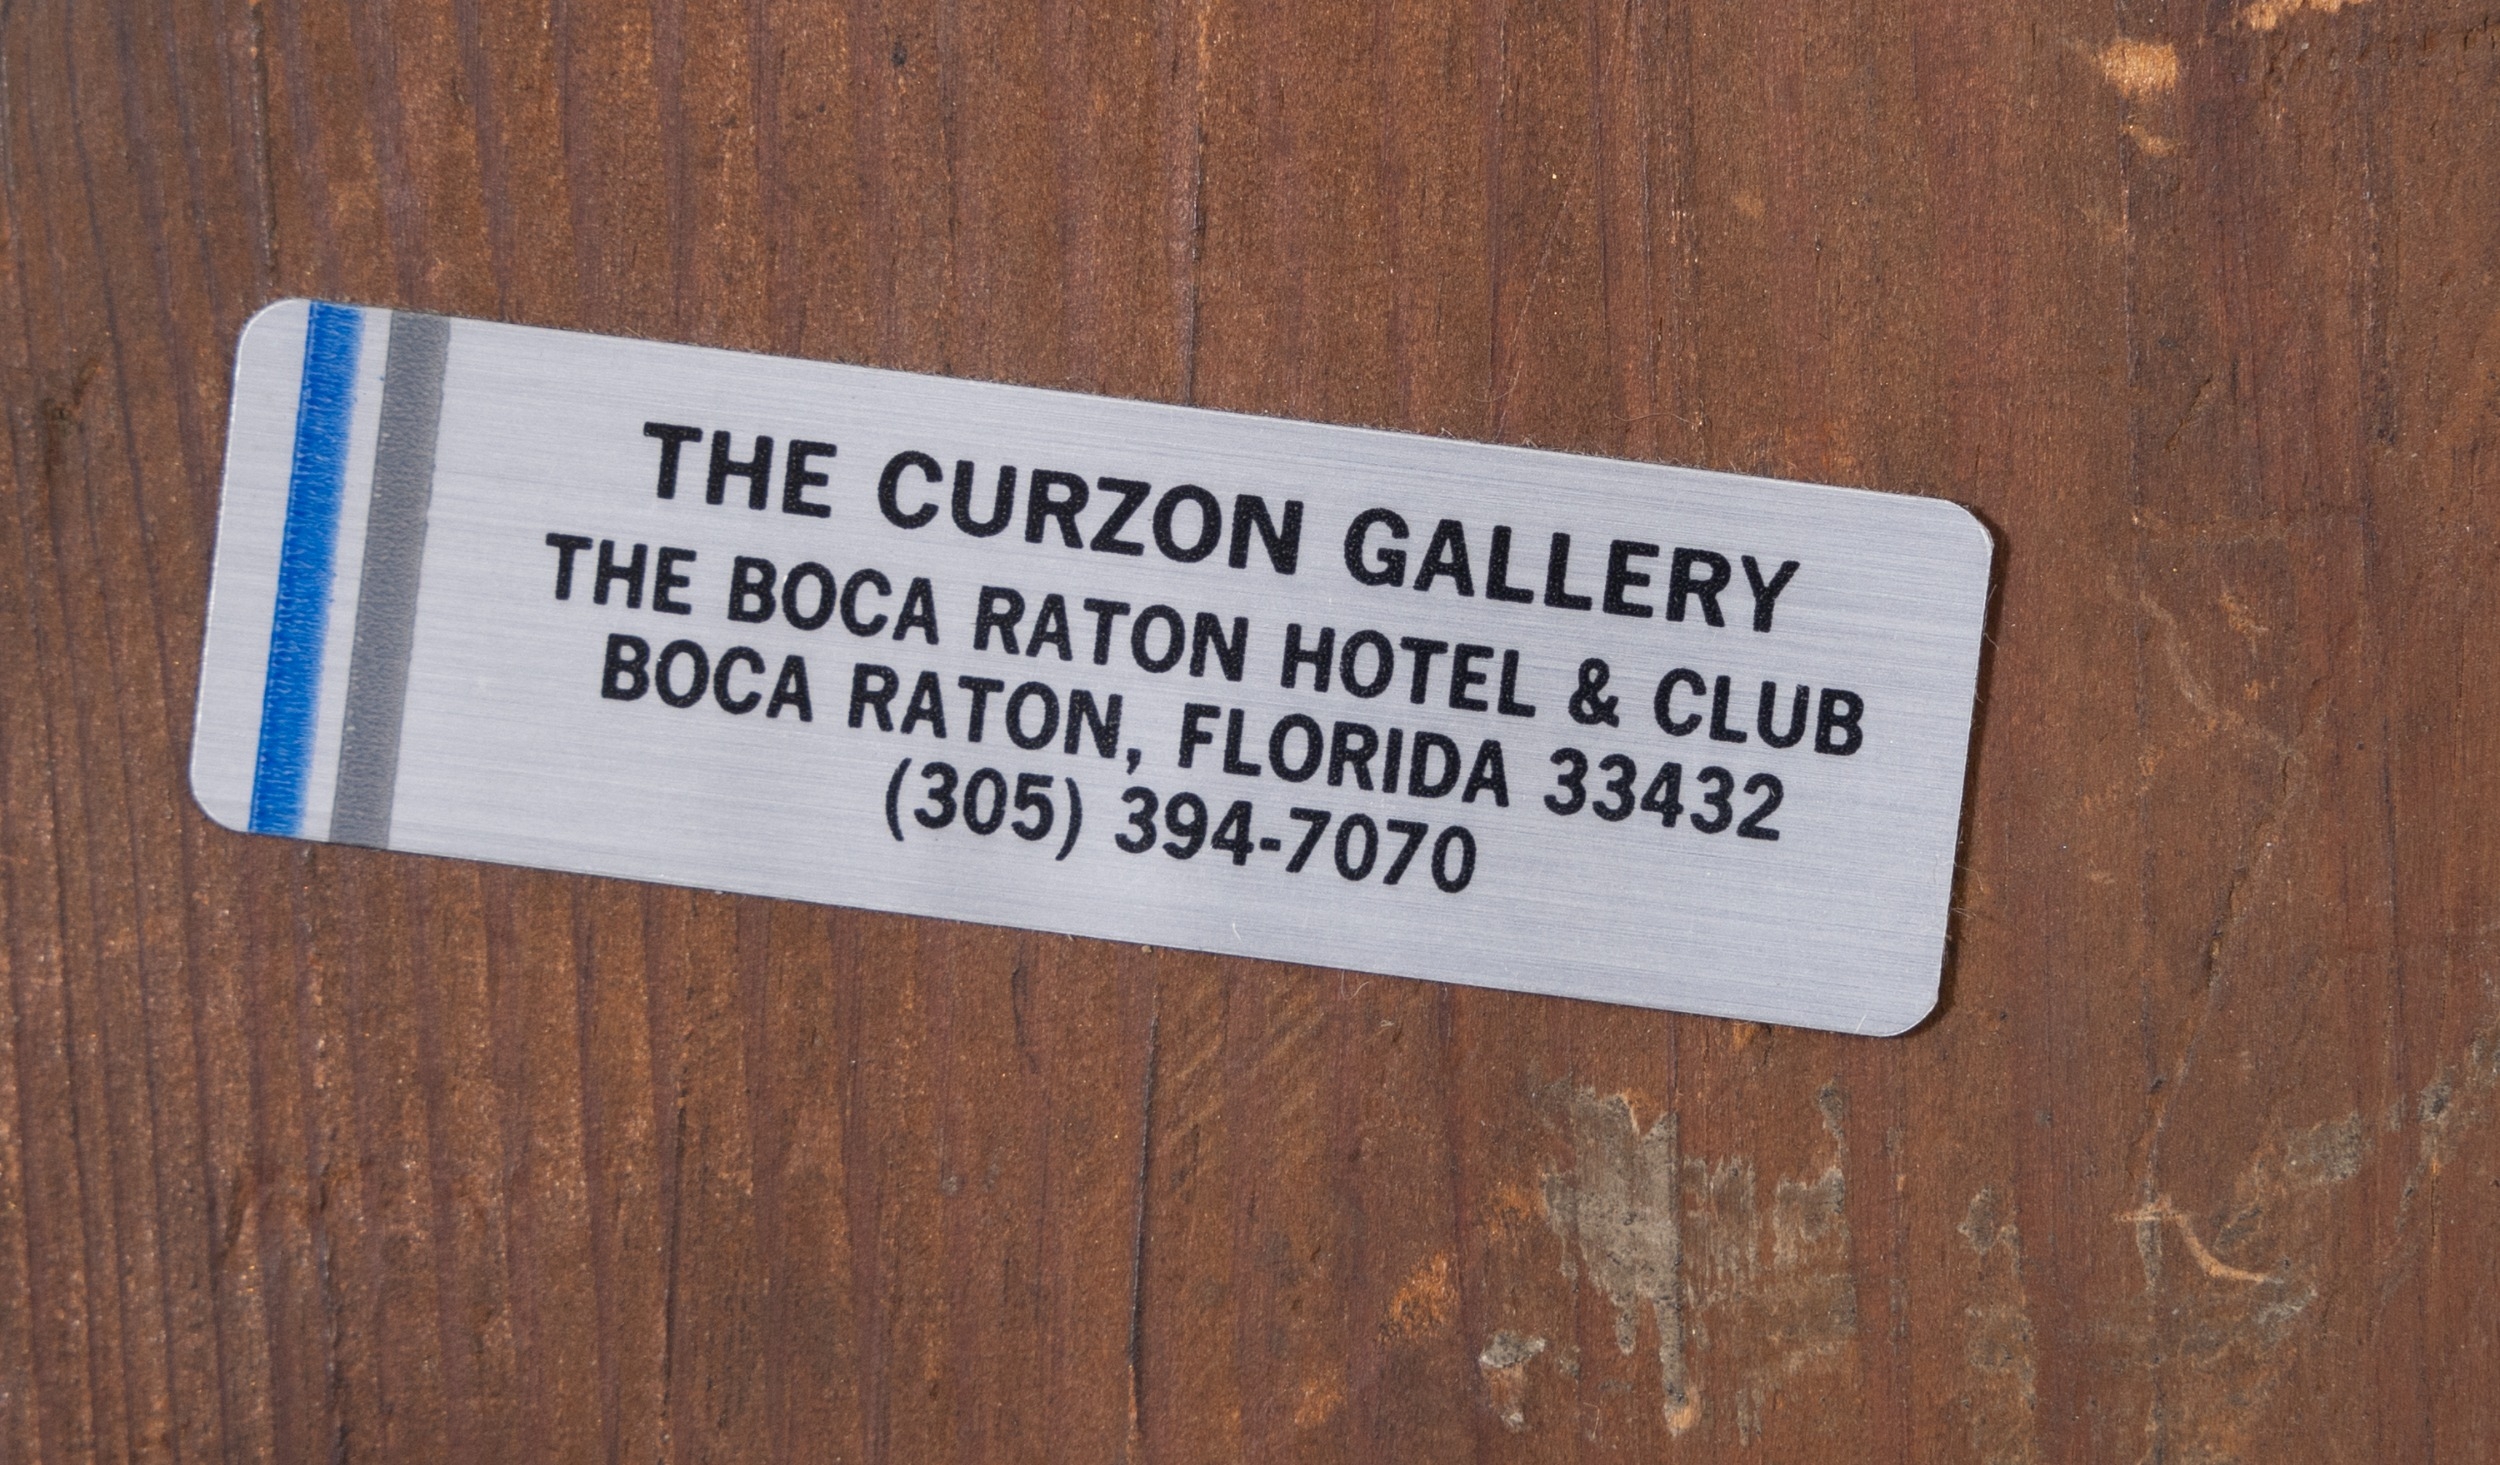 THE CURZON GALLERY
THE BOCA RATON HOTEL & CLUB
BOCA RATON, FLORIDA 33432
(305) 394-7070